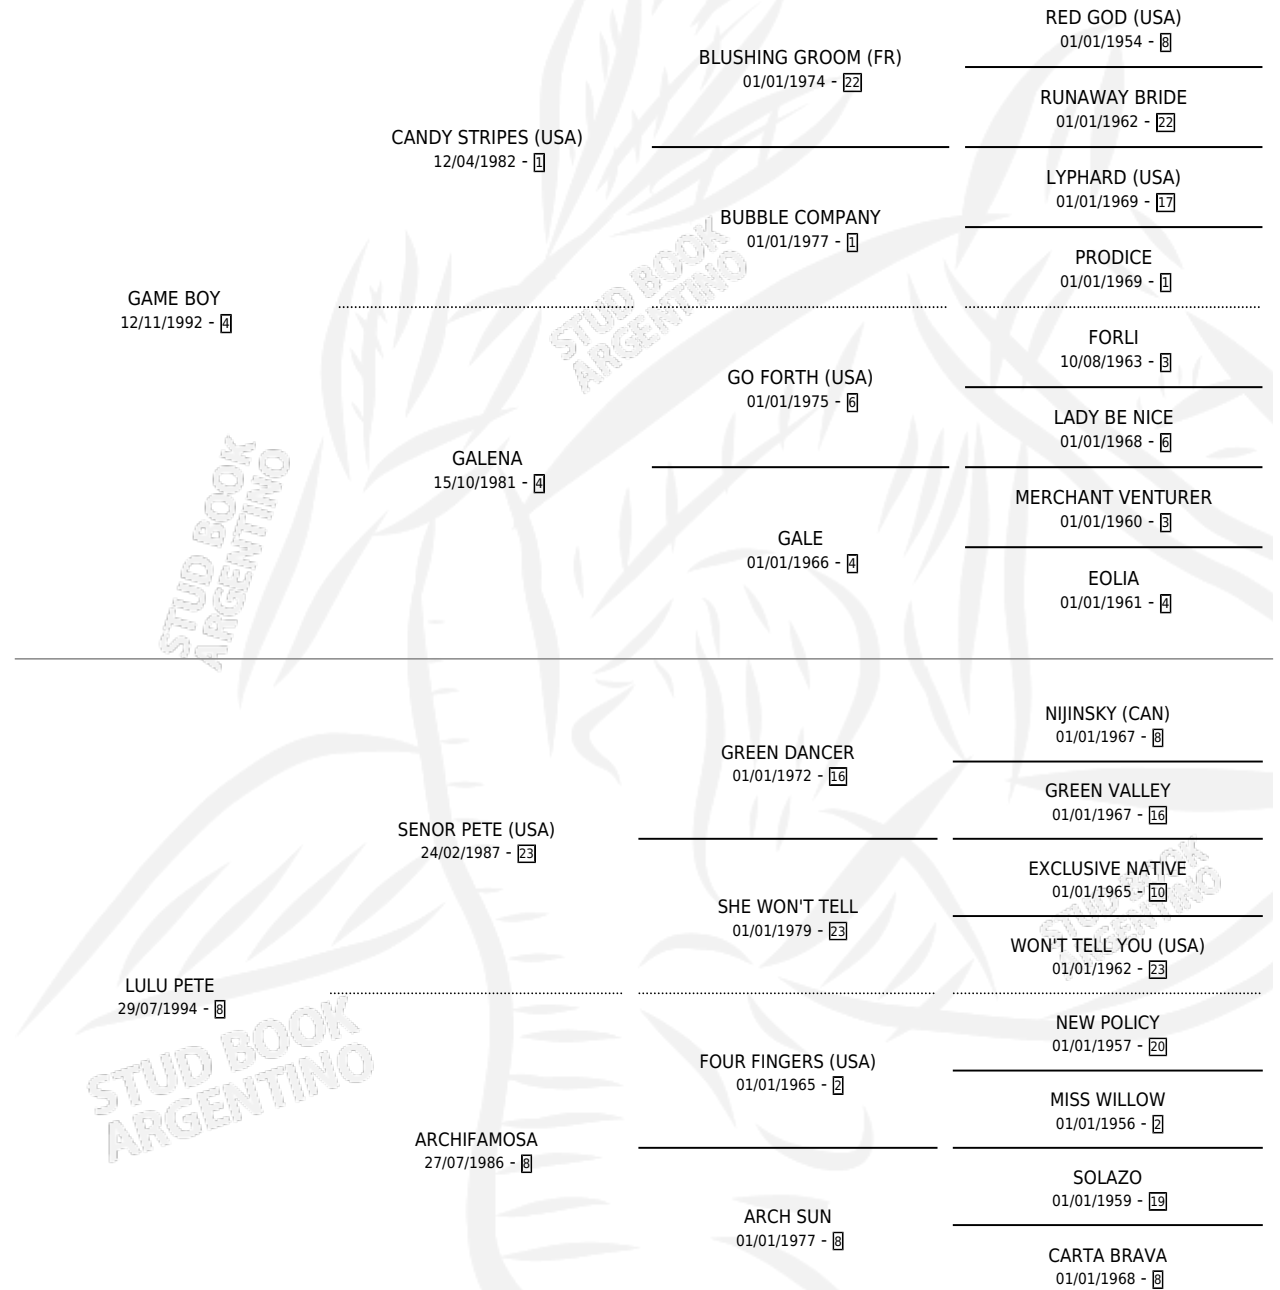 RED GOD (USA)
01/01/1954 - 8
BLUSHING GROOM (FR)
01/01/1974 - 22
RUNAWAY BRIDE
01/01/1962 - 22
CANDY STRIPES (USA)
12/04/1982 - 1
LYPHARD (USA)
01/01/1969 - 17
BUBBLE COMPANY
01/01/1977 - 1
PRODICE
01/01/1969 - 1
GAME BOY
12/11/1992 - 4
STUD BOOK
ARGENTINO
FORLI
10/08/1963 - 3
GO FORTH (USA)
01/01/1975 - 6
LADY BE NICE
01/01/1968 - 6
GALENA
15/10/1981 - 4
MERCHANT VENTURER
01/01/1960 - 3
GALE
01/01/1966 - 4
EOLIA
01/01/1961 - 4
STUD BOOK
ARGENTINO
NIJINSKY (CAN)
01/01/1967 - 8
GREEN DANCER
01/01/1972 - 16
GREEN VALLEY
01/01/1967 - 16
SENOR PETE (USA)
24/02/1987 - 23
EXCLUSIVE NATIVE
01/01/1965 - 10
SHE WON'T TELL
01/01/1979 - 23
STUD BOOK
ARGENTINO
WON'T TELL YOU (USA)
01/01/1962 - 23
LULU PETE
29/07/1994 - 8
STUD BOOK
ARGENTINO
NEW POLICY
01/01/1957 - 20
FOUR FINGERS (USA)
01/01/1965 - 2
MISS WILLOW
01/01/1956 - 2
ARCHIFAMOSA
27/07/1986 - 8
SOLAZO
01/01/1959 - 19
ARCH SUN
01/01/1977 - 8
CARTA BRAVA
01/01/1968 - 8